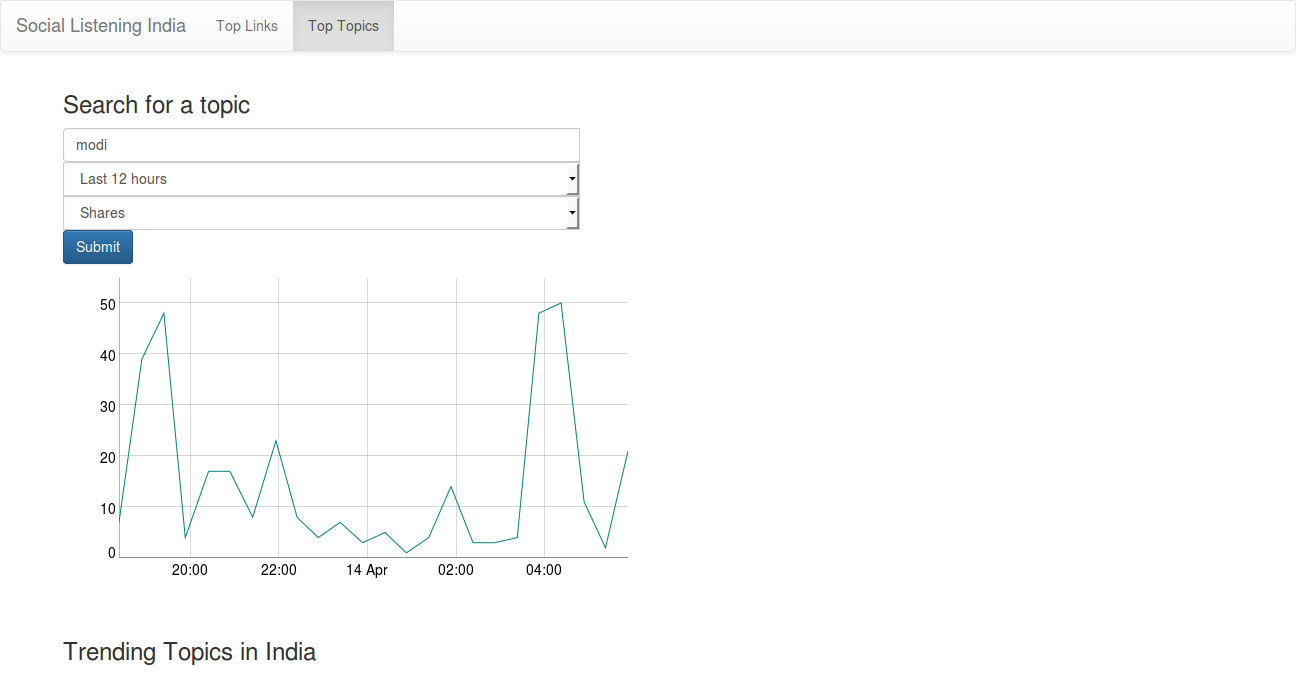 Social Listening India Top Links Top Topics
Search for a topic
modi
Last 12 hours
Shares
Submit
50
40
30
20
10
0
20:00 22:00 14 Apr 02:00 04:00
Trending Topics in India